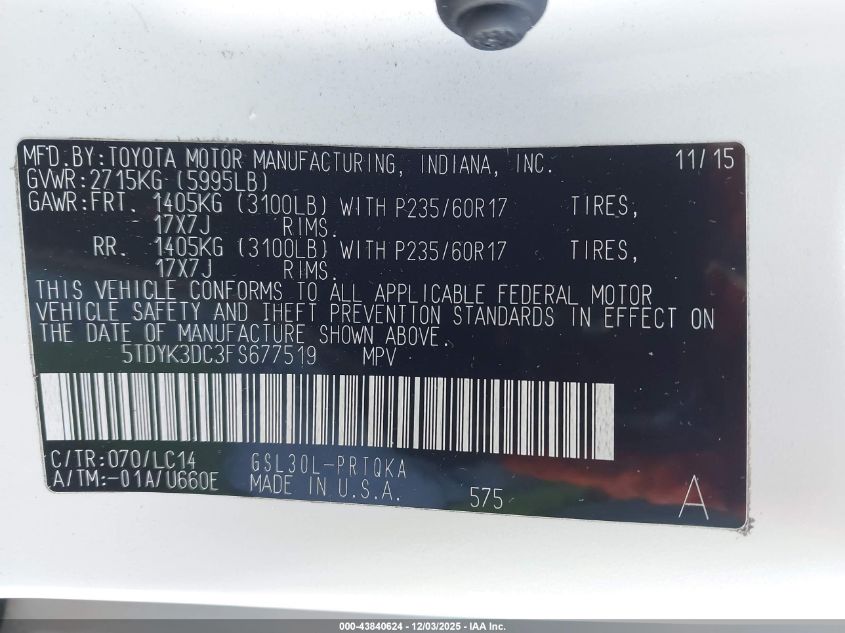 MFD.BY:TOYOTA MOTOR MANUFACTURING, INDIANA, INC. 11/15
GVWR:2715KG (5995LB)
GAWR:FRT. 1405KG (3100LB) WITH P235/60R17 TIRES,
17X7J RIMS.
RR. 1405KG (3100LB) WITH P235/60R17 TIRES,
17X7J RIMS.
THIS VEHICLE CONFORMS TO ALL APPLICABLE FEDERAL MOTOR
VEHICLE SAFETY AND THEFT PREVENTION STANDARDS IN EFFECT ON
THE DATE OF MANUFACTURE SHOWN ABOVE.
5TDYK3DC3FS677519 MPV
C/TR:070/LC14 GSL30L-PRTQKA
A/TM:-01A/U660E MADE IN U.S.A. 575 A
000-43840624 | 12/03/2025 - IAA Inc.